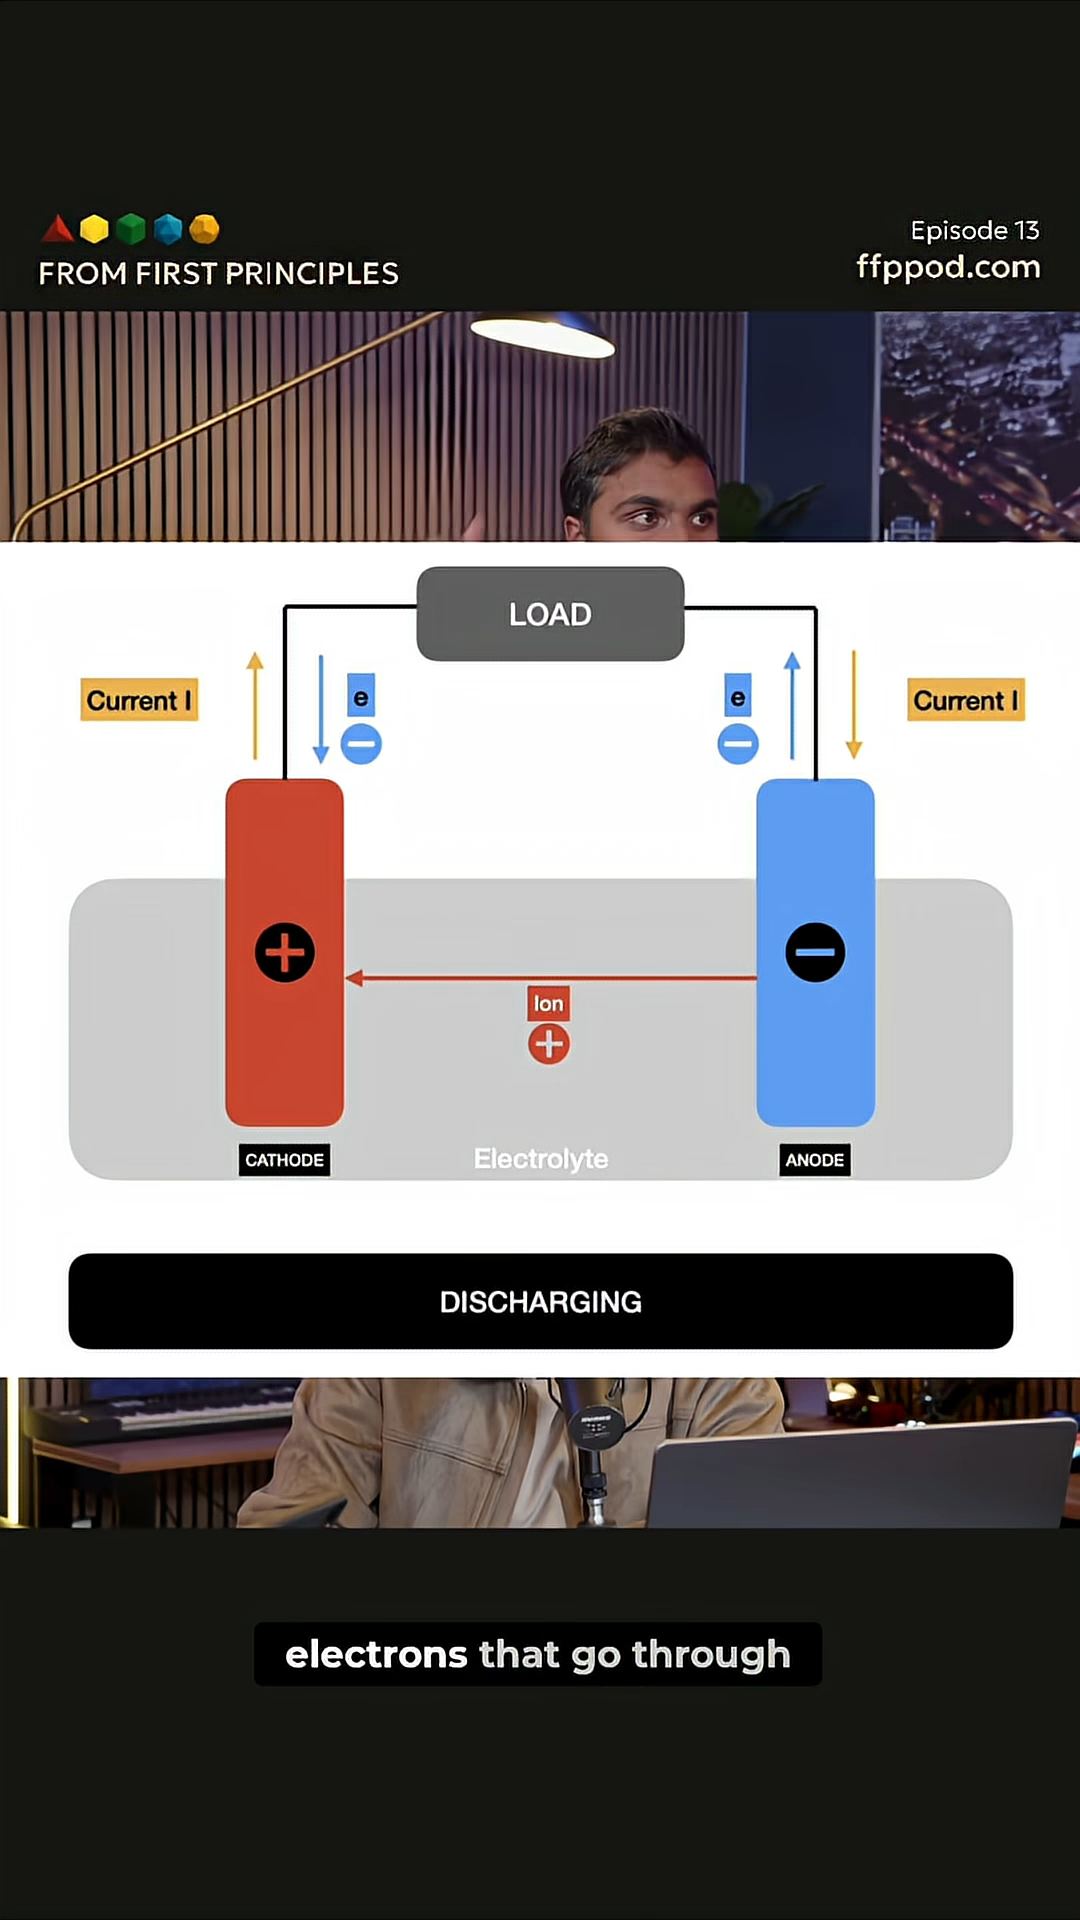 Episode 13
FROM FIRST PRINCIPLES
ffppod.com
LOAD
Current I
e
e
Current I
Ion
CATHODE
Electrolyte
ANODE
DISCHARGING
electrons that go through